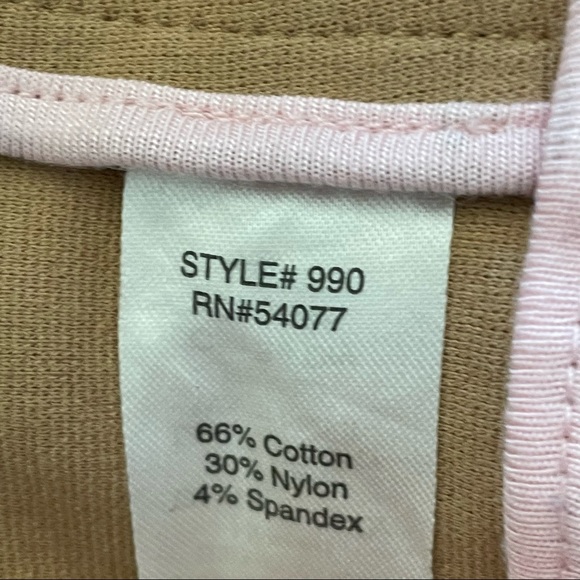 STYLE# 990
RN#54077
66% Cotton
30% Nylon
4% Spandex